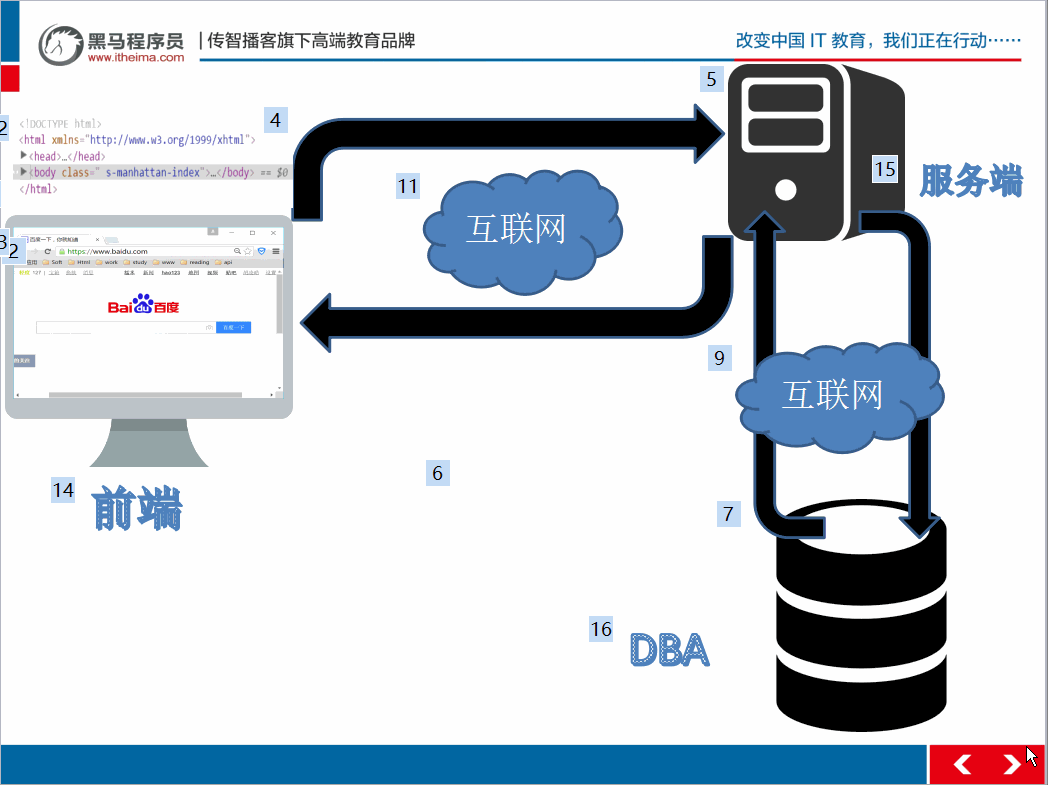 黑马程序员
www.itheima.com
传智播客旗下高端教育品牌
改变中国 IT 教育，我们正在行动……
5
4
2
<!DOCTYPE html>
<html xmlns="http://www.w3.org/1999/xhtml">
▶<head>…</head>
▶<body class=" s-manhattan-index">…</body> == $0
</html>
15
服务端
11
互联网
3
2
百度一下，你就知道
https://www.baidu.com
应用 Soft Html work study www reading api
hao123
Bai du 百度
百度一下
9
互联网
6
14
前端
7
16
DBA